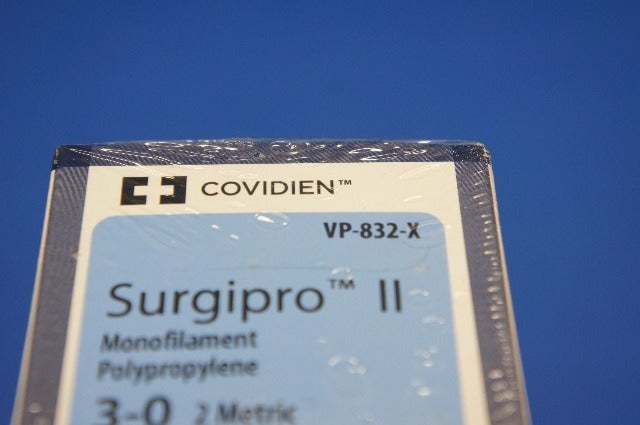 COVIDIEN™
VP-832-X
Surgipro™ II
Monofilament
Polypropylene
3-0 2 Metric